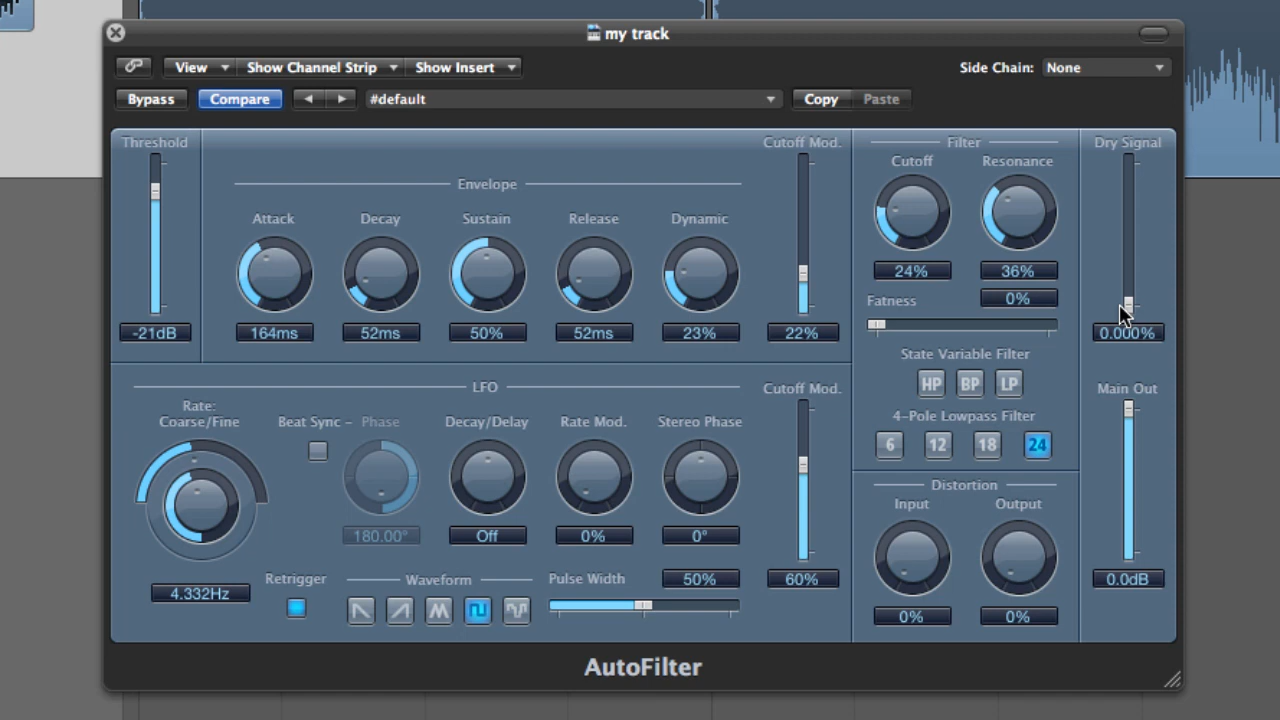 my track
View
Show Channel Strip
Show Insert
Side Chain:
None
Bypass
Compare
#default
Copy
Paste
Threshold
-21dB
Envelope
Attack
Decay
Sustain
Release
Dynamic
164ms
52ms
50%
52ms
23%
Cutoff Mod.
22%
Filter
Cutoff
Resonance
24%
36%
Fatness
0%
State Variable Filter
HP
BP
LP
4-Pole Lowpass Filter
6
12
18
24
Dry Signal
0.000%
LFO
Rate:
Coarse/Fine
4.332Hz
Beat Sync – Phase
180.00°
Decay/Delay
Off
Rate Mod.
0%
Stereo Phase
0°
Retrigger
Waveform
Pulse Width
50%
Cutoff Mod.
60%
Distortion
Input
Output
0%
0%
Main Out
0.0dB
AutoFilter